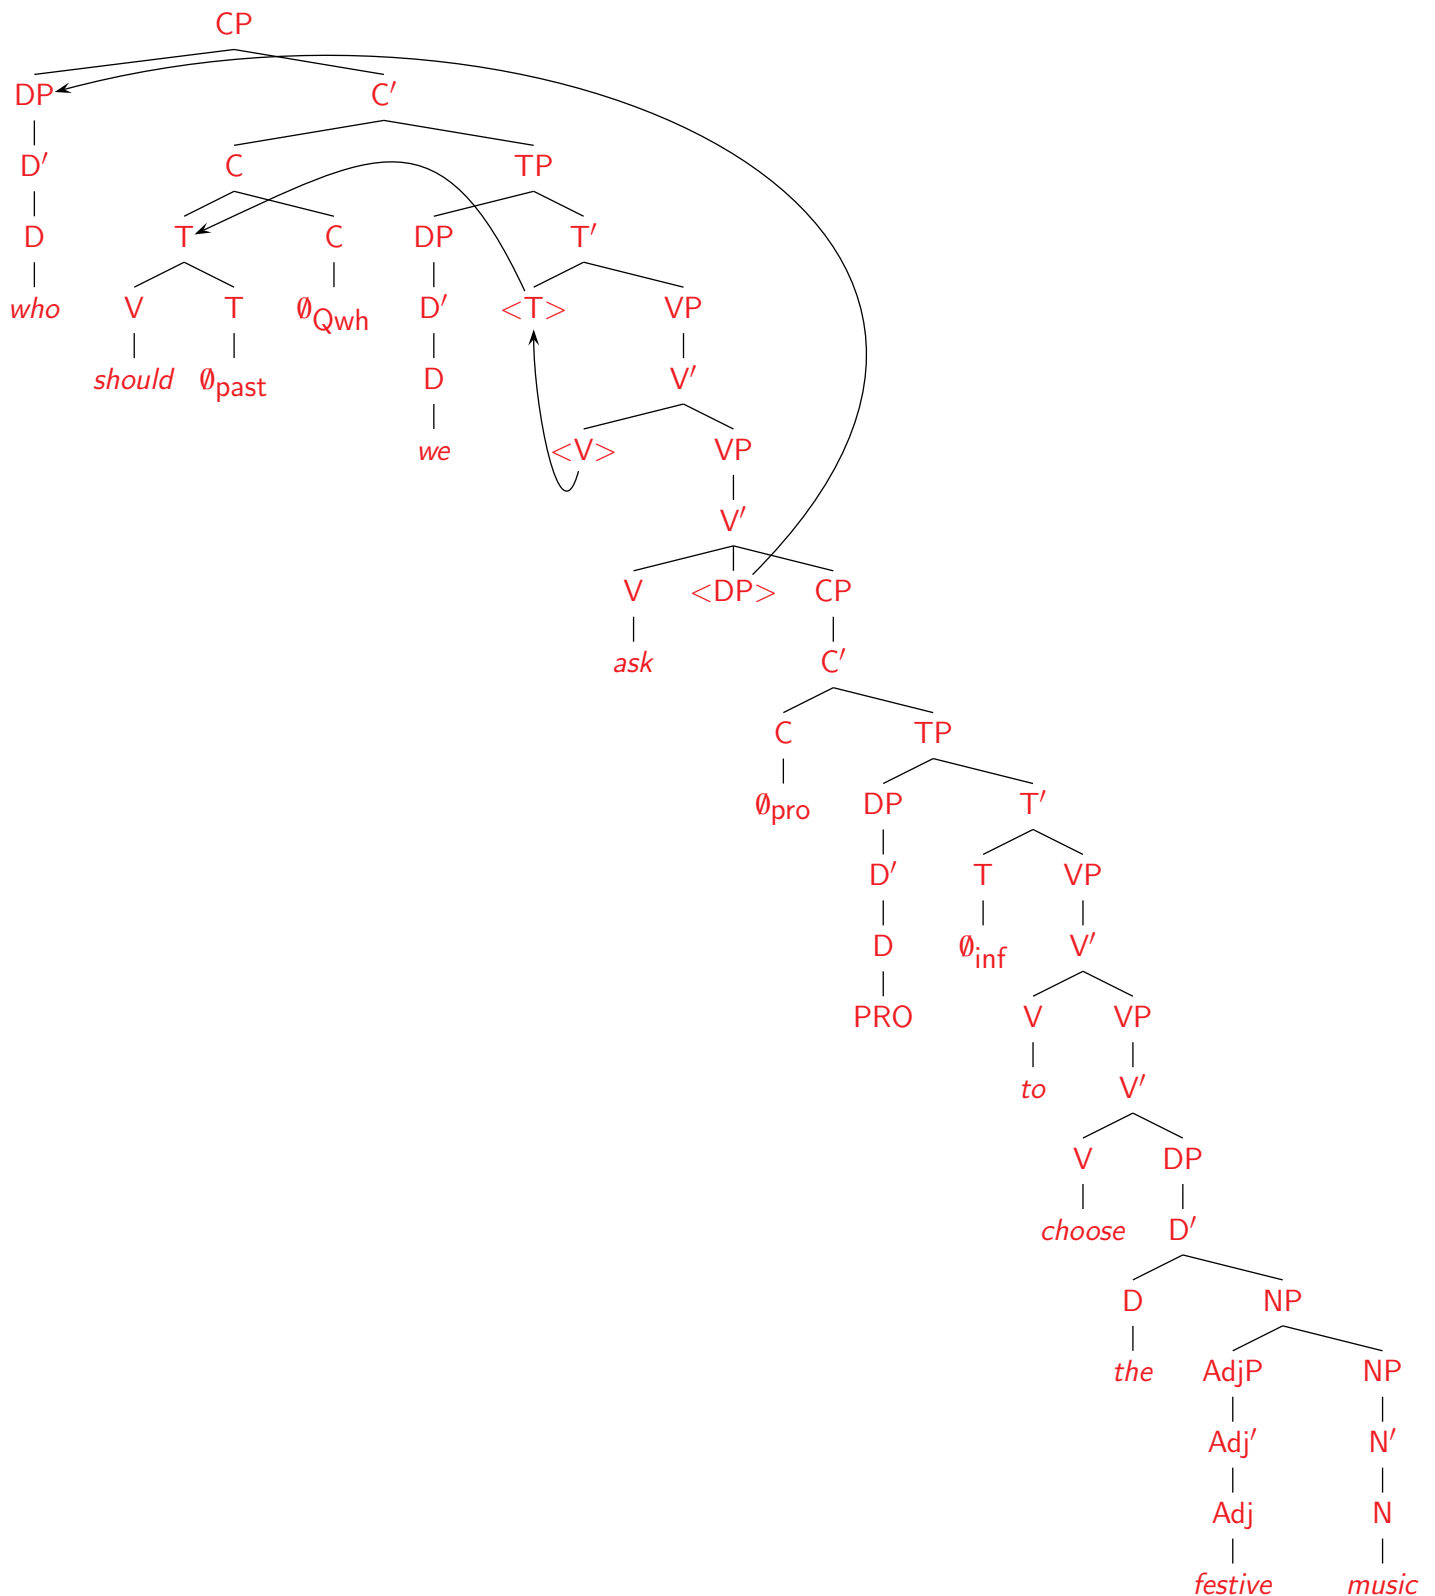 CP
DP C′
D′ C TP
D T C DP T′
who V T ∅Qwh D′ <T> VP
should ∅past D V′
we <V> VP
V′
V <DP> CP
ask C′
C TP
∅pro DP T′
D′ T VP
D ∅inf V′
PRO V VP
to V′
V DP
choose D′
D NP
the AdjP NP
Adj′ N′
Adj N
festive music